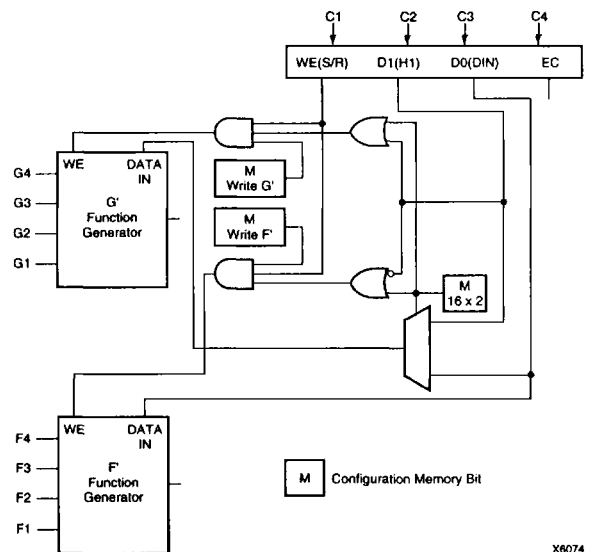 C1 C2 C3 C4
WE(S/R) D1(H1) D0(DIN) EC
WE DATA IN
G4
G3
G2
G1
G'
Function
Generator
M
Write G'
M
Write F'
M
16 x 2
WE DATA IN
F4
F3
F2
F1
F'
Function
Generator
M Configuration Memory Bit
X6074